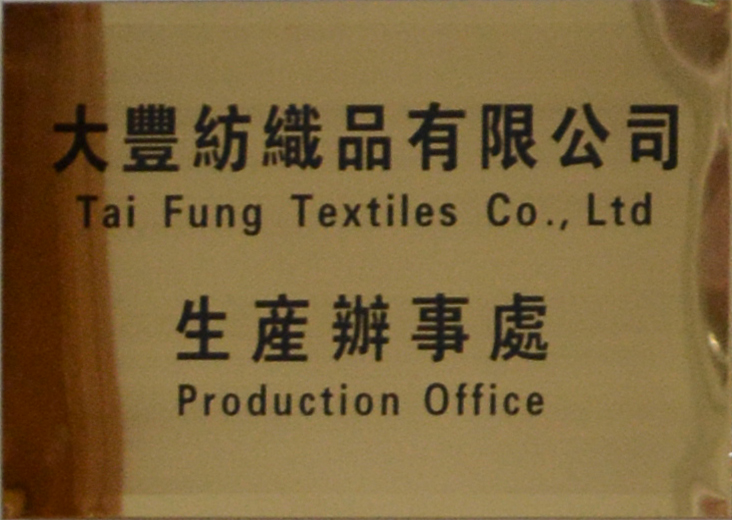 大豐紡織品有限公司
Tai Fung Textiles Co., Ltd
生産辦事處
Production Office